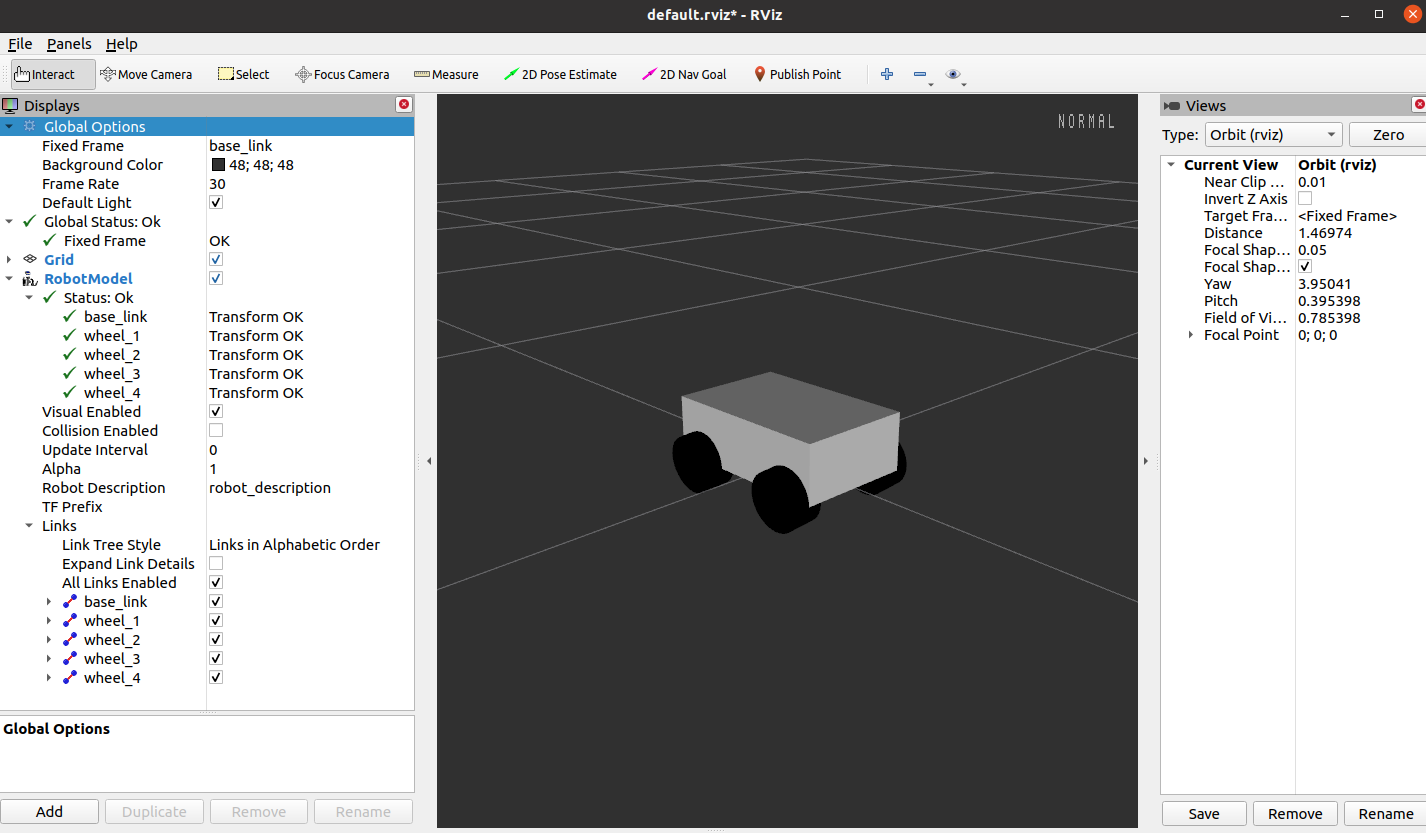 default.rviz* - RViz
File Panels Help
Interact Move Camera Select Focus Camera Measure 2D Pose Estimate 2D Nav Goal Publish Point
Displays
Global Options
Fixed Frame base_link
Background Color 48; 48; 48
Frame Rate 30
Default Light
Global Status: Ok
Fixed Frame OK
Grid
RobotModel
Status: Ok
base_link Transform OK
wheel_1 Transform OK
wheel_2 Transform OK
wheel_3 Transform OK
wheel_4 Transform OK
Visual Enabled
Collision Enabled
Update Interval 0
Alpha 1
Robot Description robot_description
TF Prefix
Links
Link Tree Style Links in Alphabetic Order
Expand Link Details
All Links Enabled
base_link
wheel_1
wheel_2
wheel_3
wheel_4
Global Options
Add Duplicate Remove Rename
NORMAL
Views
Type: Orbit (rviz) Zero
Current View Orbit (rviz)
Near Clip ... 0.01
Invert Z Axis
Target Fra... <Fixed Frame>
Distance 1.46974
Focal Shap... 0.05
Focal Shap...
Yaw 3.95041
Pitch 0.395398
Field of Vi... 0.785398
Focal Point 0; 0; 0
Save Remove Rename